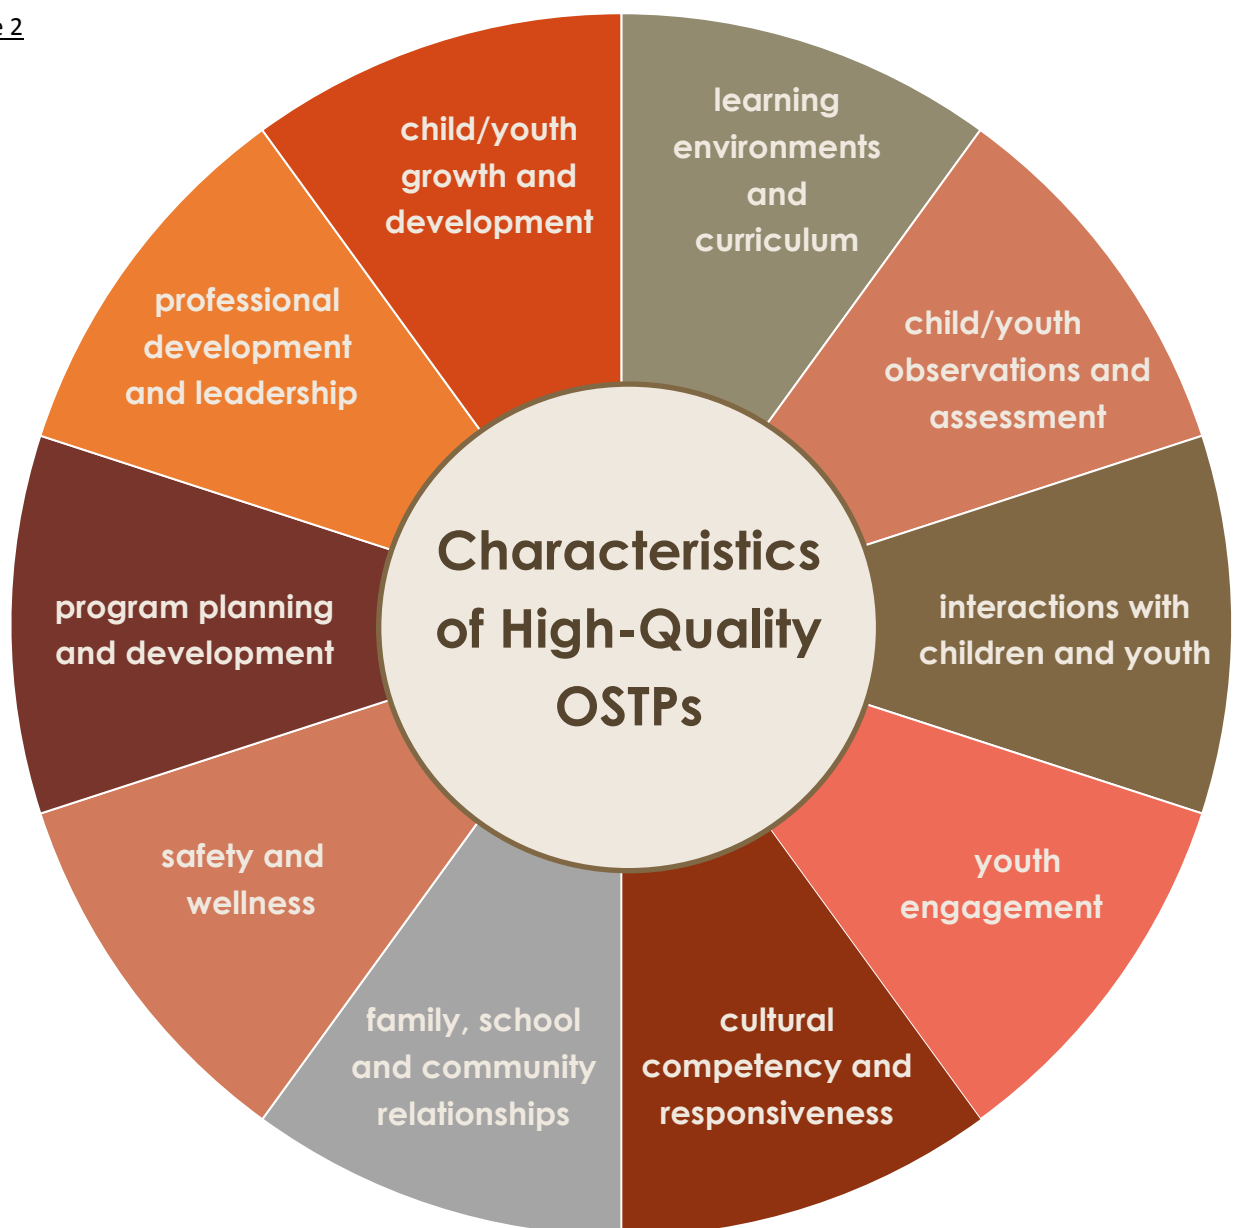 e 2
learning
environments
and
curriculum
child/youth
observations and
assessment
interactions with
children and youth
youth
engagement
cultural
competency and
responsiveness
family, school
and community
relationships
safety and
wellness
program planning
and development
professional
development
and leadership
child/youth
growth and
development
Characteristics
of High-Quality
OSTPs